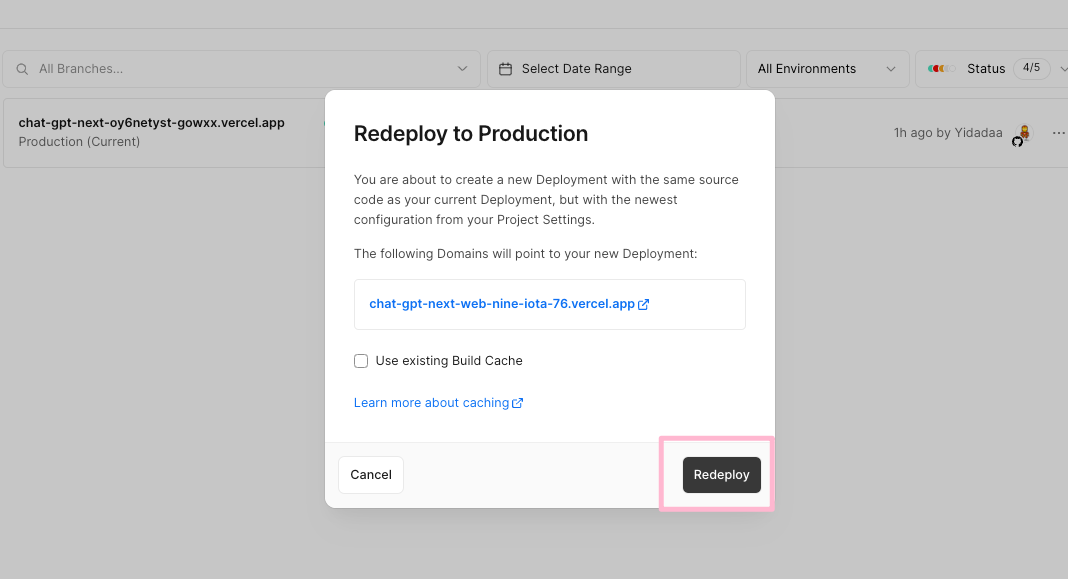 All Branches...
Select Date Range
All Environments
Status
4/5
chat-gpt-next-oy6netyst-gowxx.vercel.app
Production (Current)
1h ago by Yidadaa
Redeploy to Production
You are about to create a new Deployment with the same source
code as your current Deployment, but with the newest
configuration from your Project Settings.
The following Domains will point to your new Deployment:
chat-gpt-next-web-nine-iota-76.vercel.app
Use existing Build Cache
Learn more about caching
Cancel
Redeploy